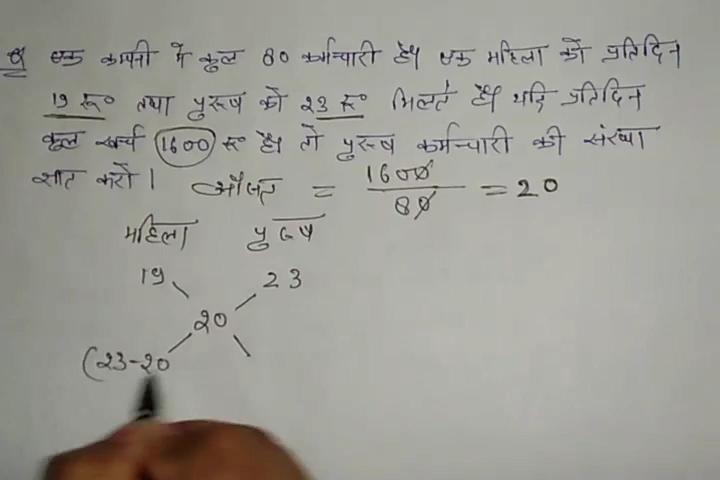 Q एक कम्पनी में कुल 80 कर्मचारी है। एक महिला को प्रतिदिन
19 रू० तथा पुरूष को 23 रू० मिलते है। यदि प्रतिदिन
कुल खर्च 1600 रू० है। तो पुरूष कर्मचारी की संख्या
ज्ञात करो। औसत = 1600/80 = 20
महिला पुरूष
19 23
20
(23-20